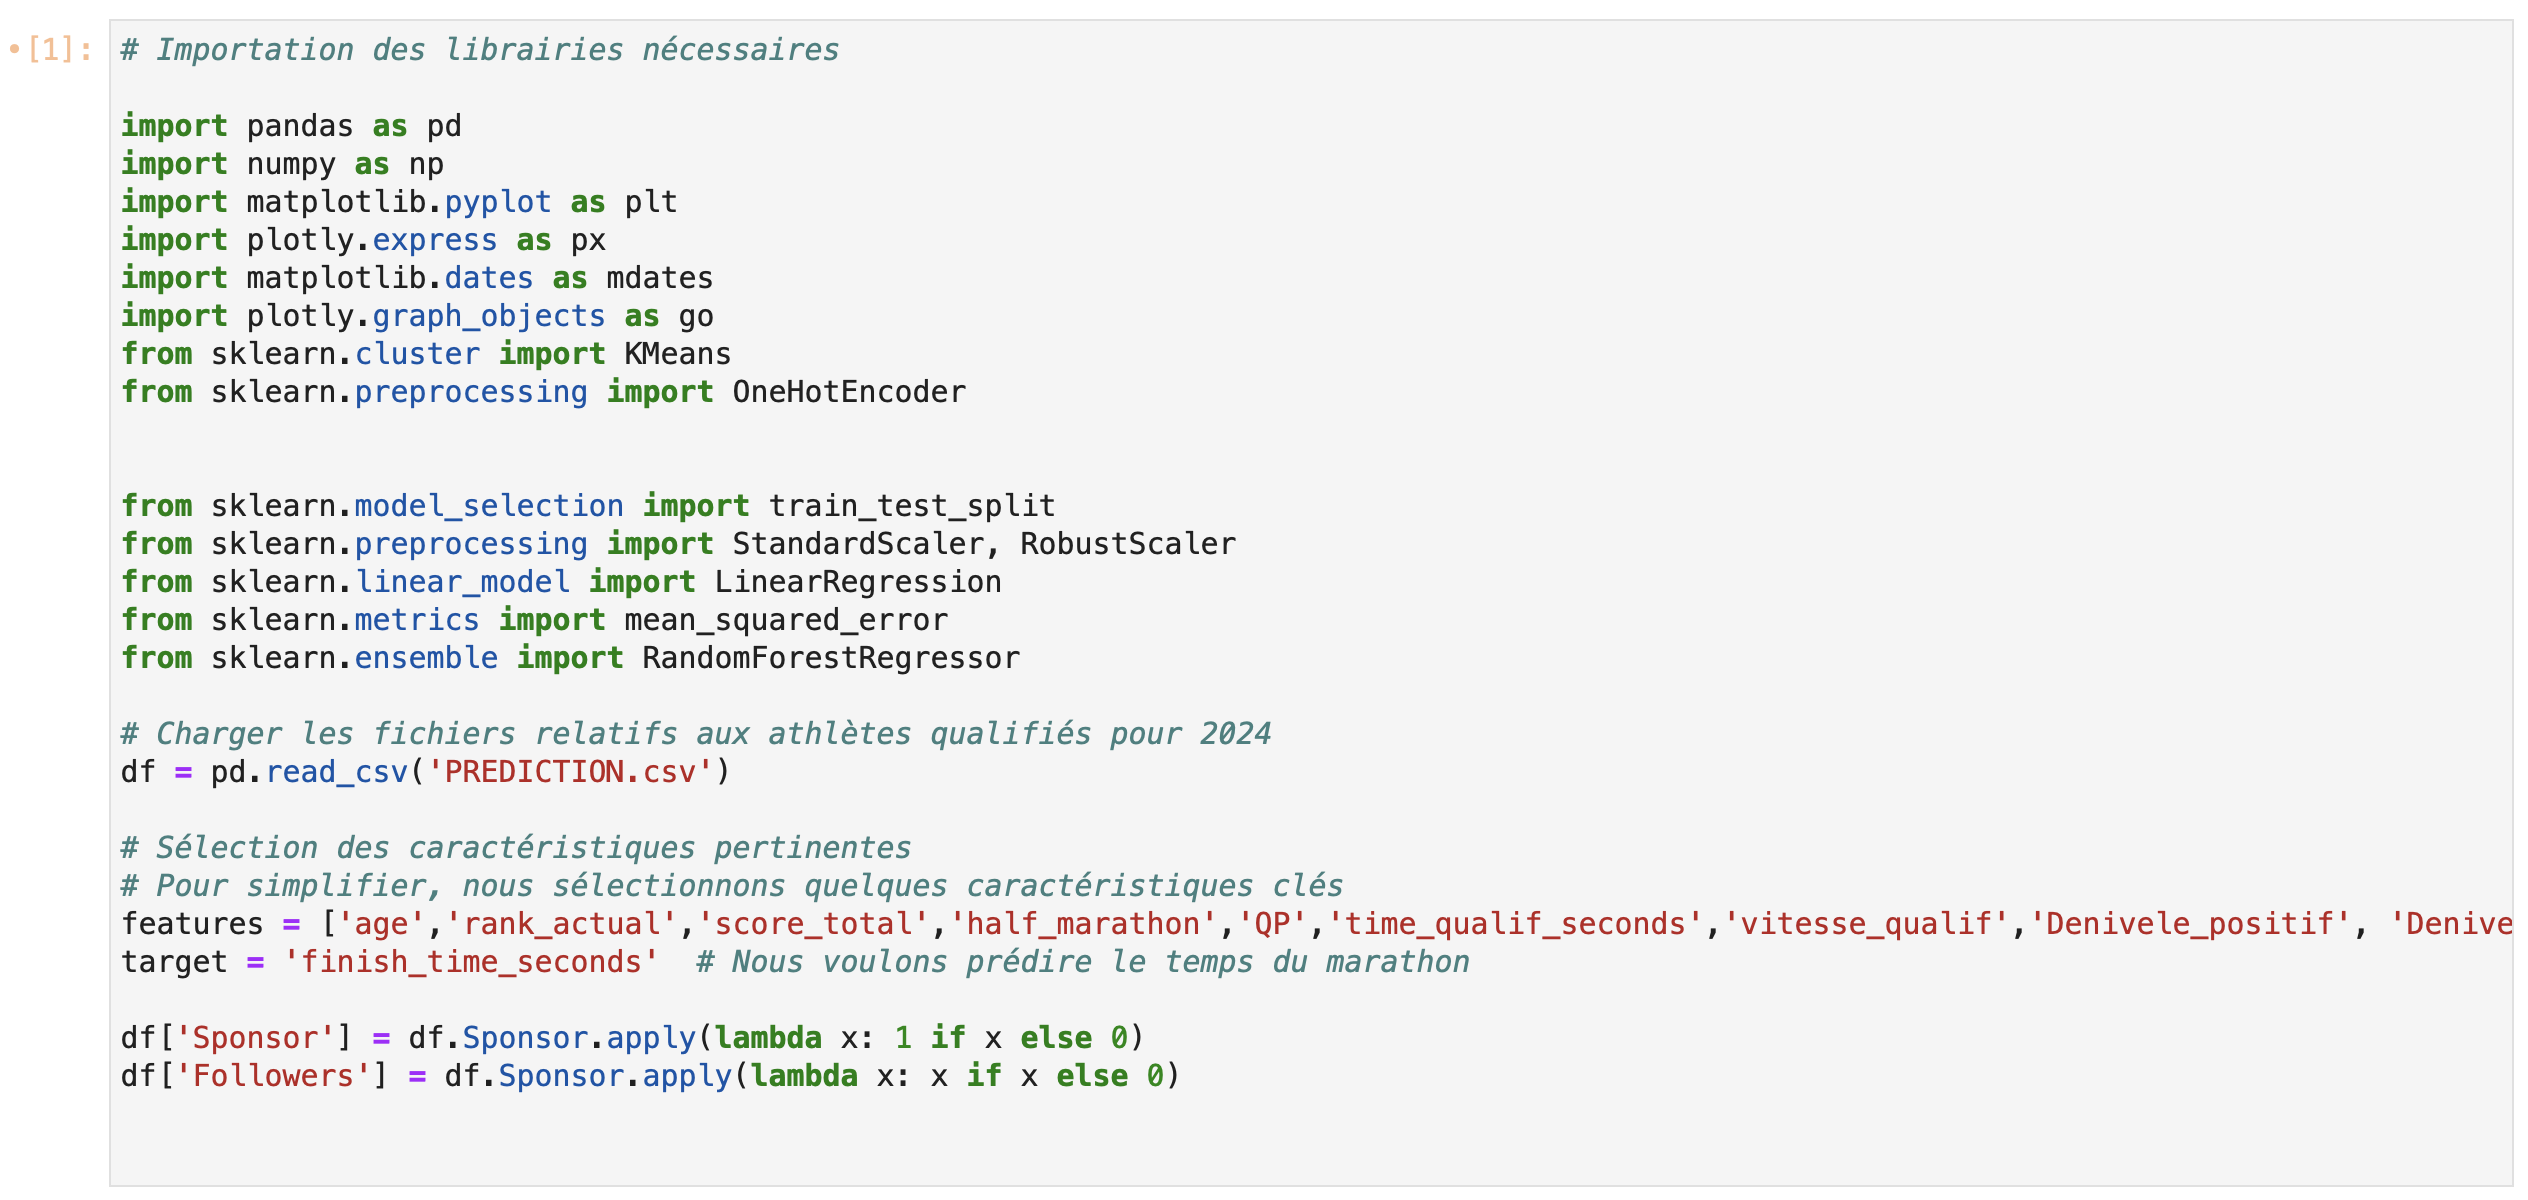 [1]: # Importation des librairies nécessaires
import pandas as pd
import numpy as np
import matplotlib.pyplot as plt
import plotly.express as px
import matplotlib.dates as mdates
import plotly.graph_objects as go
from sklearn.cluster import KMeans
from sklearn.preprocessing import OneHotEncoder
from sklearn.model_selection import train_test_split
from sklearn.preprocessing import StandardScaler, RobustScaler
from sklearn.linear_model import LinearRegression
from sklearn.metrics import mean_squared_error
from sklearn.ensemble import RandomForestRegressor
# Charger les fichiers relatifs aux athlètes qualifiés pour 2024
df = pd.read_csv('PREDICTION.csv')
# Sélection des caractéristiques pertinentes
# Pour simplifier, nous sélectionnons quelques caractéristiques clés
features = ['age','rank_actual','score_total','half_marathon','QP','time_qualif_seconds','vitesse_qualif','Denivele_positif', 'Denive
target = 'finish_time_seconds'  # Nous voulons prédire le temps du marathon
df['Sponsor'] = df.Sponsor.apply(lambda x: 1 if x else 0)
df['Followers'] = df.Sponsor.apply(lambda x: x if x else 0)